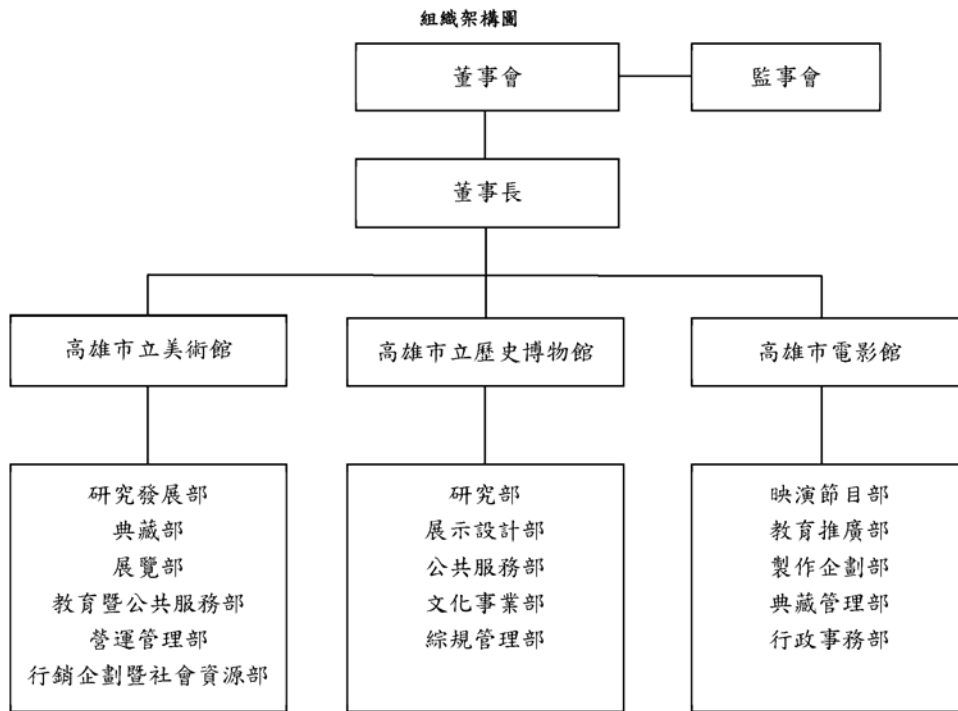 組織架構圖
董事會
監事會
董事長
高雄市立美術館
高雄市立歷史博物館
高雄市電影館
研究發展部
典藏部
展覽部
教育暨公共服務部
營運管理部
行銷企劃暨社會資源部
研究部
展示設計部
公共服務部
文化事業部
綜規管理部
映演節目部
教育推廣部
製作企劃部
典藏管理部
行政事務部